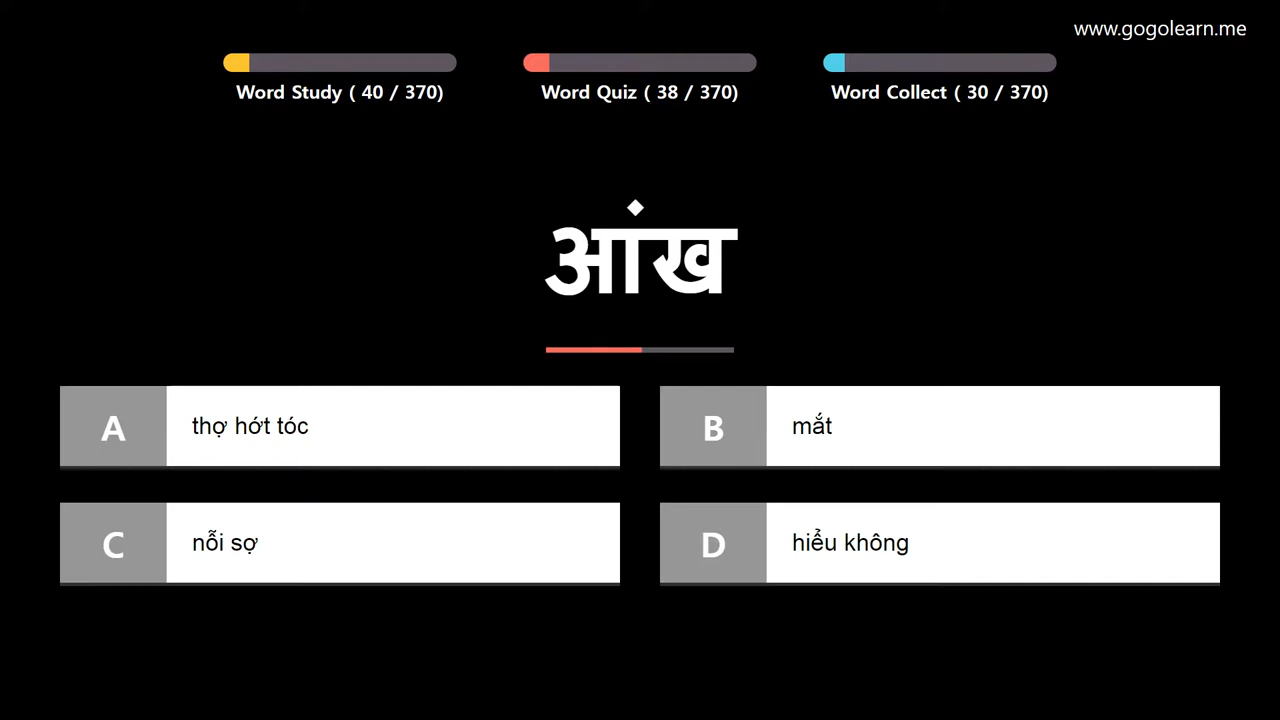 www.gogolearn.me
Word Study ( 40 / 370)
Word Quiz ( 38 / 370)
Word Collect ( 30 / 370)
आंख
A thợ hớt tóc
B mắt
C nỗi sợ
D hiểu không